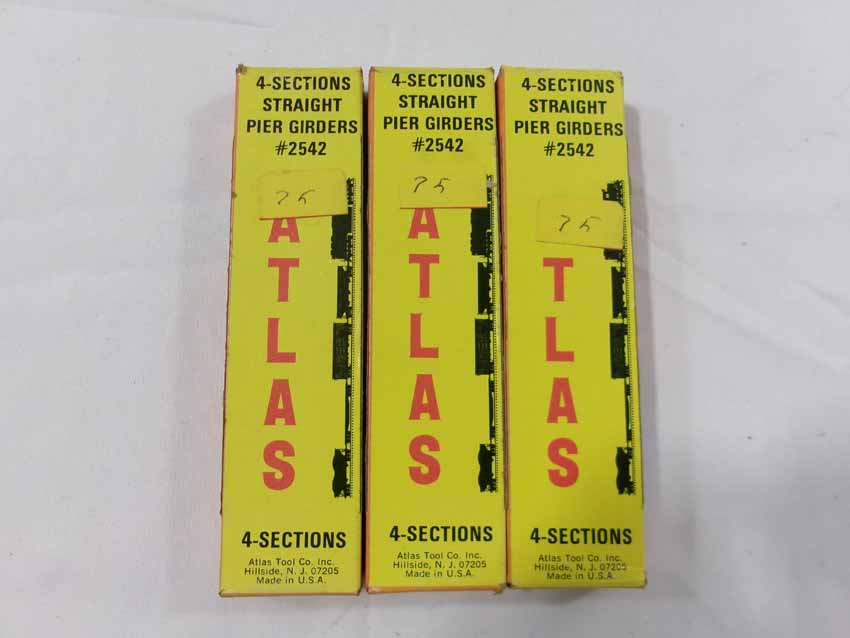 4-SECTIONS
STRAIGHT
PIER GIRDERS
#2542
75
ATLAS
4-SECTIONS
Atlas Tool Co. Inc.
Hillside, N. J. 07205
Made in U.S.A.
4-SECTIONS
STRAIGHT
PIER GIRDERS
#2542
75
ATLAS
4-SECTIONS
Atlas Tool Co. Inc.
Hillside, N. J. 07205
Made in U.S.A.
4-SECTIONS
STRAIGHT
PIER GIRDERS
#2542
75
TLAS
4-SECTIONS
Atlas Tool Co. Inc.
Hillside, N. J. 07205
Made in U.S.A.